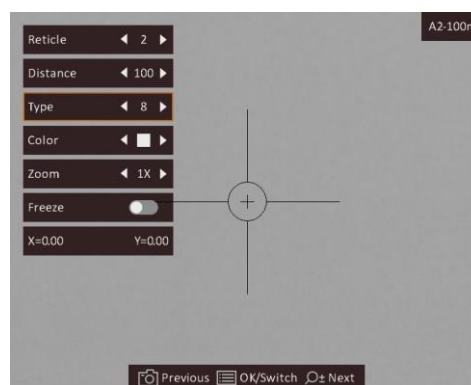 A2-100m
Reticle 2
Distance 100
Type 8
Color
Zoom 1X
Freeze
X=0.00 Y=0.00
Previous OK/Switch Next